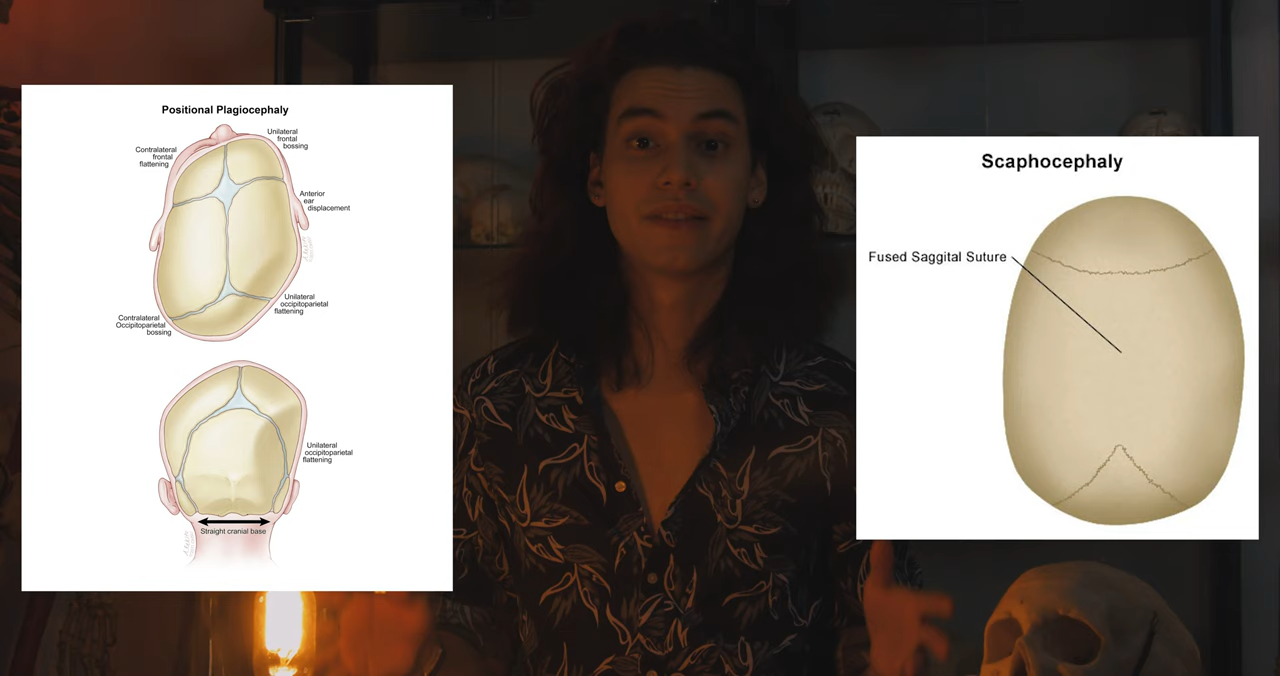 Positional Plagiocephaly
Unilateral
frontal
bossing
Contralateral
frontal
flattening
Anterior
ear
displacement
Unilateral
occipitoparietal
flattening
Contralateral
Occipitoparietal
bossing
Unilateral
occipitoparietal
flattening
Straight cranial base
Scaphocephaly
Fused Saggital Suture